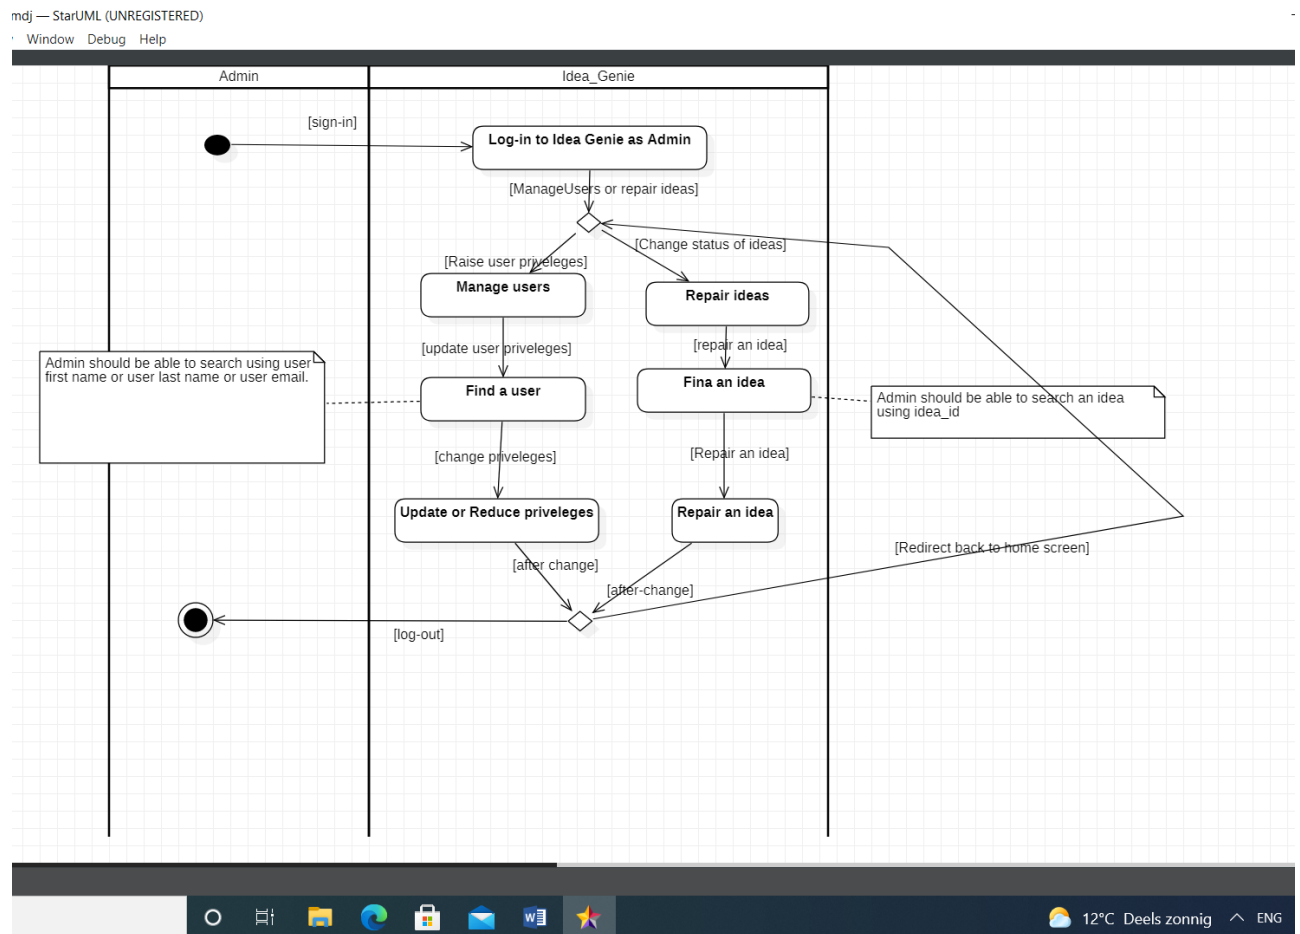 mdj — StarUML (UNREGISTERED)
Window Debug Help
Admin
Idea_Genie
[sign-in]
Log-in to Idea Genie as Admin
[ManageUsers or repair ideas]
[Change status of ideas]
[Raise user priveleges]
Manage users
Repair ideas
[update user priveleges]
[repair an idea]
Admin should be able to search using user
first name or user last name or user email.
Find a user
Fina an idea
Admin should be able to search an idea
using idea_id
[change priveleges]
[Repair an idea]
Update or Reduce priveleges
Repair an idea
[Redirect back to home screen]
[after change]
[after-change]
[log-out]
12°C Deels zonnig
ENG